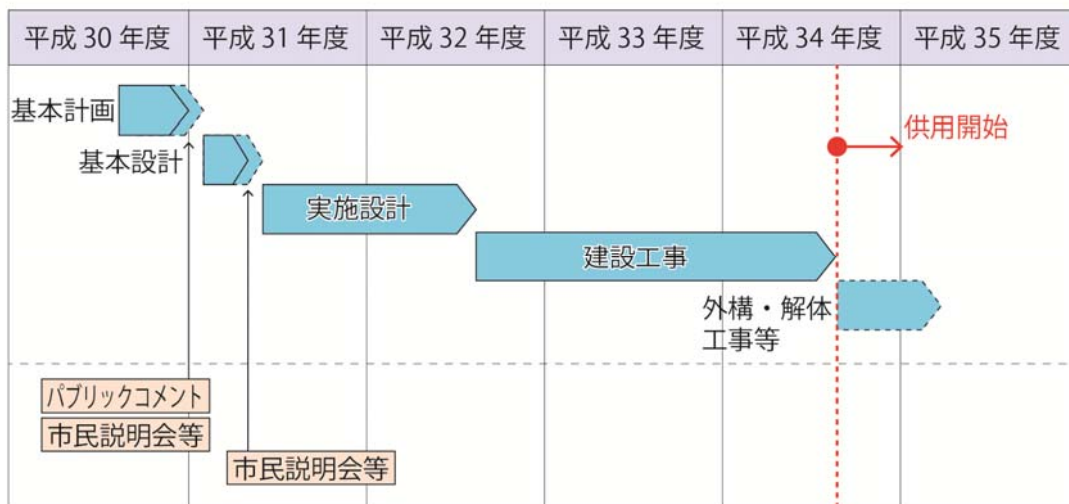 平成 30 年度 平成 31 年度 平成 32 年度 平成 33 年度 平成 34 年度 平成 35 年度
基本計画
供用開始
基本設計
実施設計
建設工事
外構・解体
工事等
パブリックコメント
市民説明会等
市民説明会等